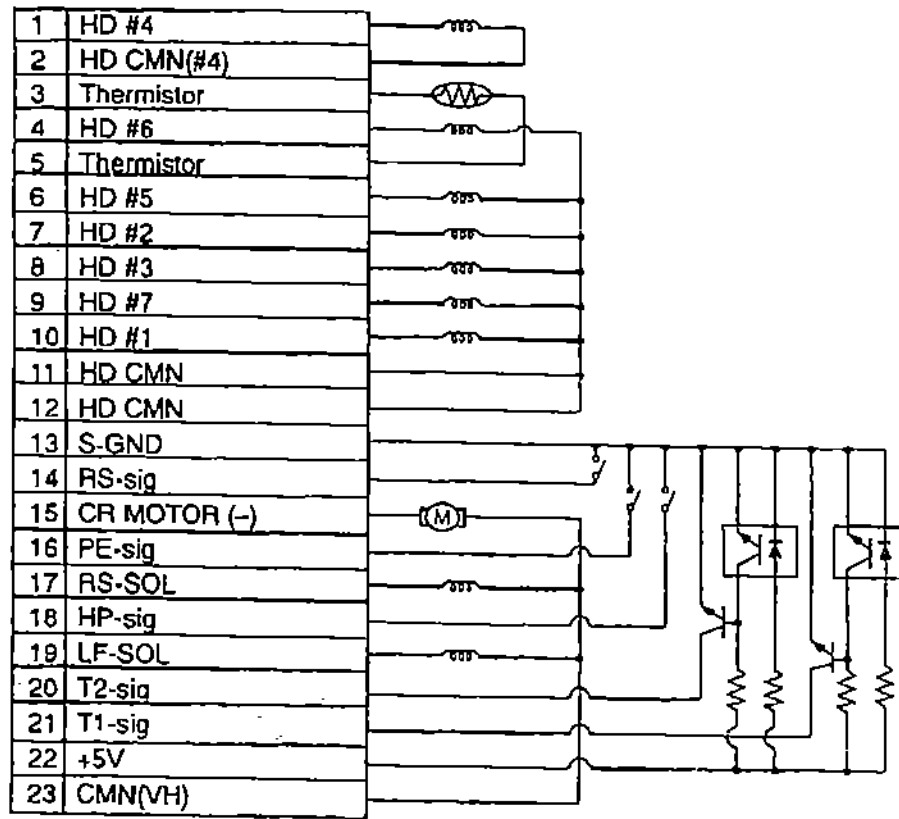 1 HD #4
2 HD CMN(#4)
3 Thermistor
4 HD #6
5 Thermistor
6 HD #5
7 HD #2
8 HD #3
9 HD #7
10 HD #1
11 HD CMN
12 HD CMN
13 S-GND
14 RS-sig
15 CR MOTOR (–)
M
16 PE-sig
17 RS-SOL
18 HP-sig
19 LF-SOL
20 T2-sig
21 T1-sig
22 +5V
23 CMN(VH)